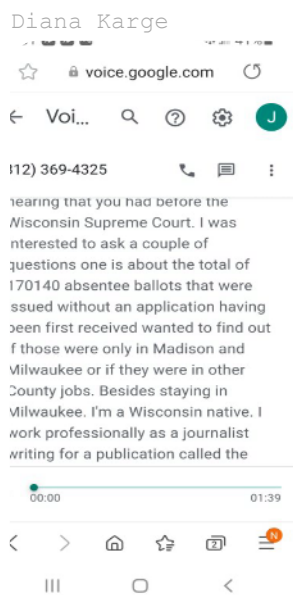 Diana Karge
voice.google.com
Voi...
J
312) 369-4325
hearing that you had before the
Wisconsin Supreme Court. I was
interested to ask a couple of
questions one is about the total of
170140 absentee ballots that were
issued without an application having
been first received wanted to find out
if those were only in Madison and
Milwaukee or if they were in other
County jobs. Besides staying in
Milwaukee. I'm a Wisconsin native. I
work professionally as a journalist
writing for a publication called the
00:00 01:39
2 N